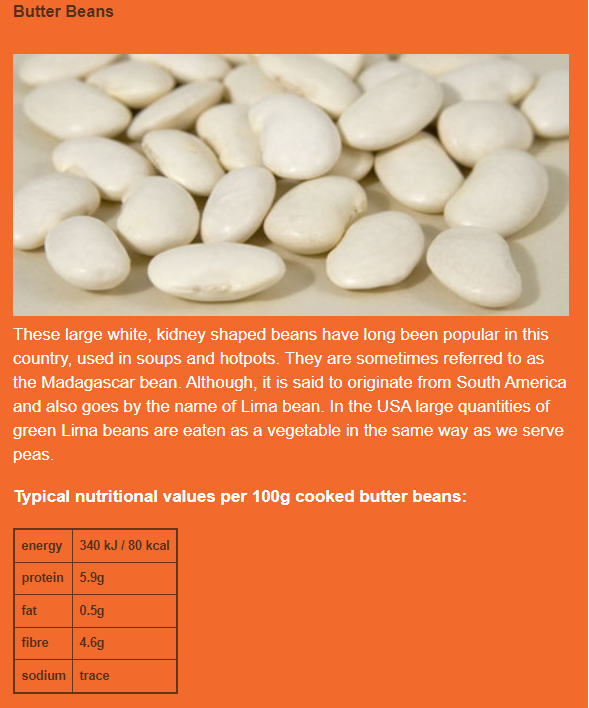 Butter Beans
These large white, kidney shaped beans have long been popular in this
country, used in soups and hotpots. They are sometimes referred to as
the Madagascar bean. Although, it is said to originate from South America
and also goes by the name of Lima bean. In the USA large quantities of
green Lima beans are eaten as a vegetable in the same way as we serve
peas.
Typical nutritional values per 100g cooked butter beans:
energy 340 kJ / 80 kcal
protein 5.9g
fat 0.5g
fibre 4.6g
sodium trace